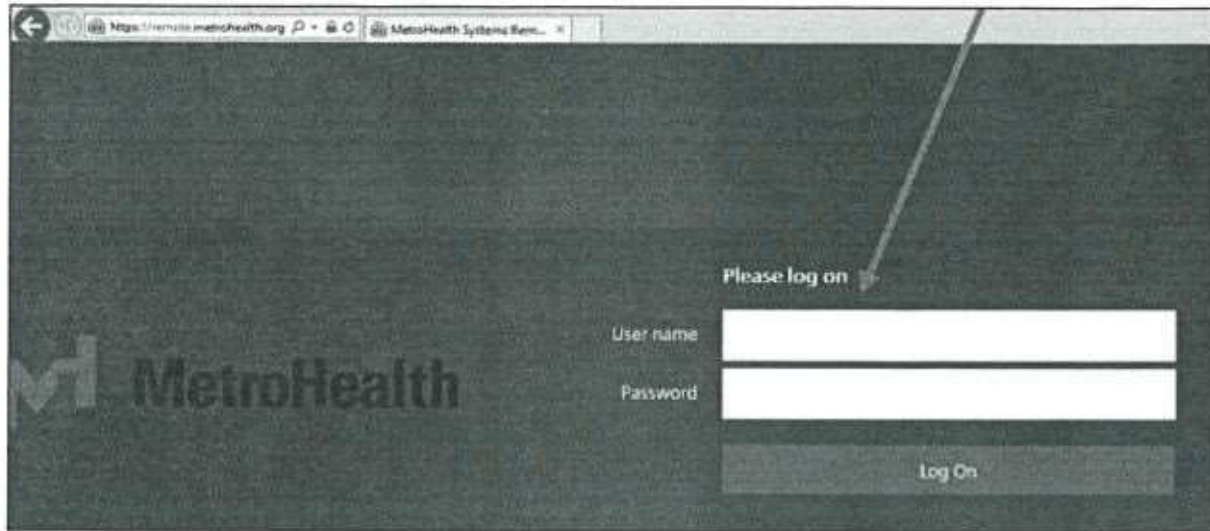 https://remote.metrohealth.org
MetroHealth Systems Rem...
Please log on
User name
Password
MetroHealth
Log On